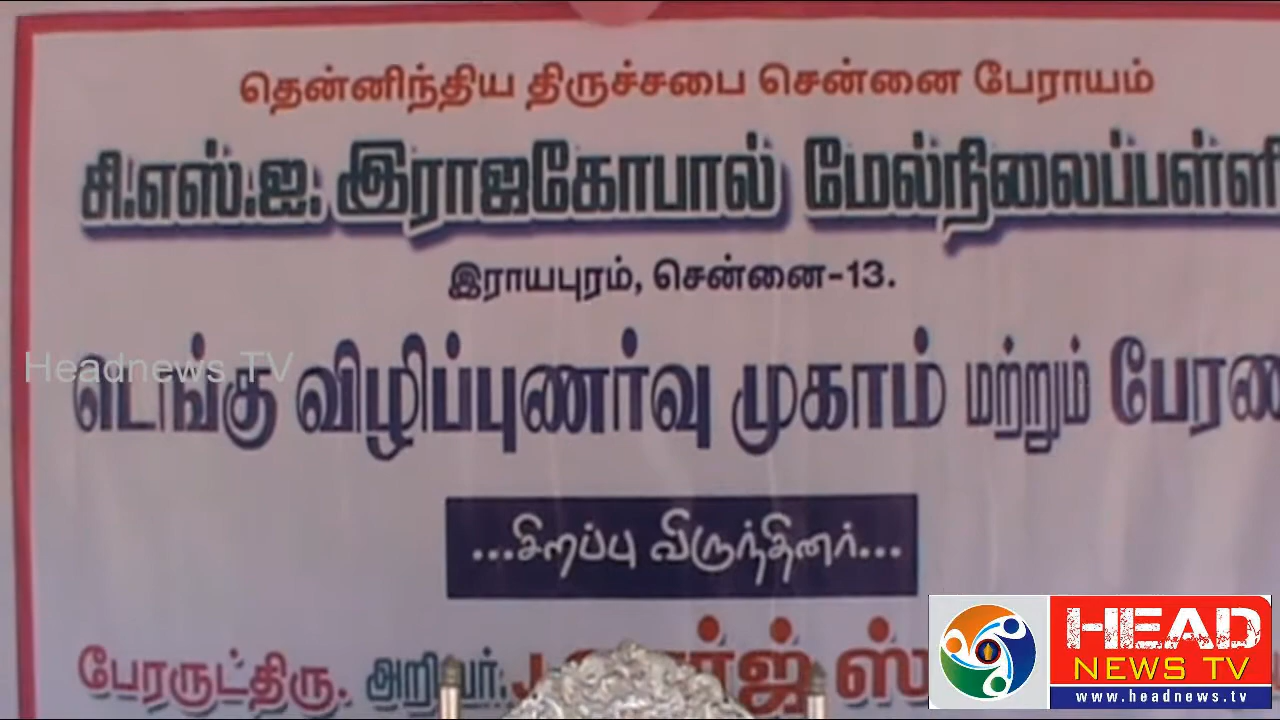 தென்னிந்திய திருச்சபை சென்னை பேராயம்
சி.எஸ்.ஐ. இராஜகோபால் மேல்நிலைப்பள்ளி
இராயபுரம், சென்னை-13.
டெங்கு விழிப்புணர்வு முகாம் மற்றும்
Headnews TV
...சிறப்பு விருந்தினர்...
பேரருட்திரு. அறிவர்.
HEAD
NEWS TV
www.headnews.tv